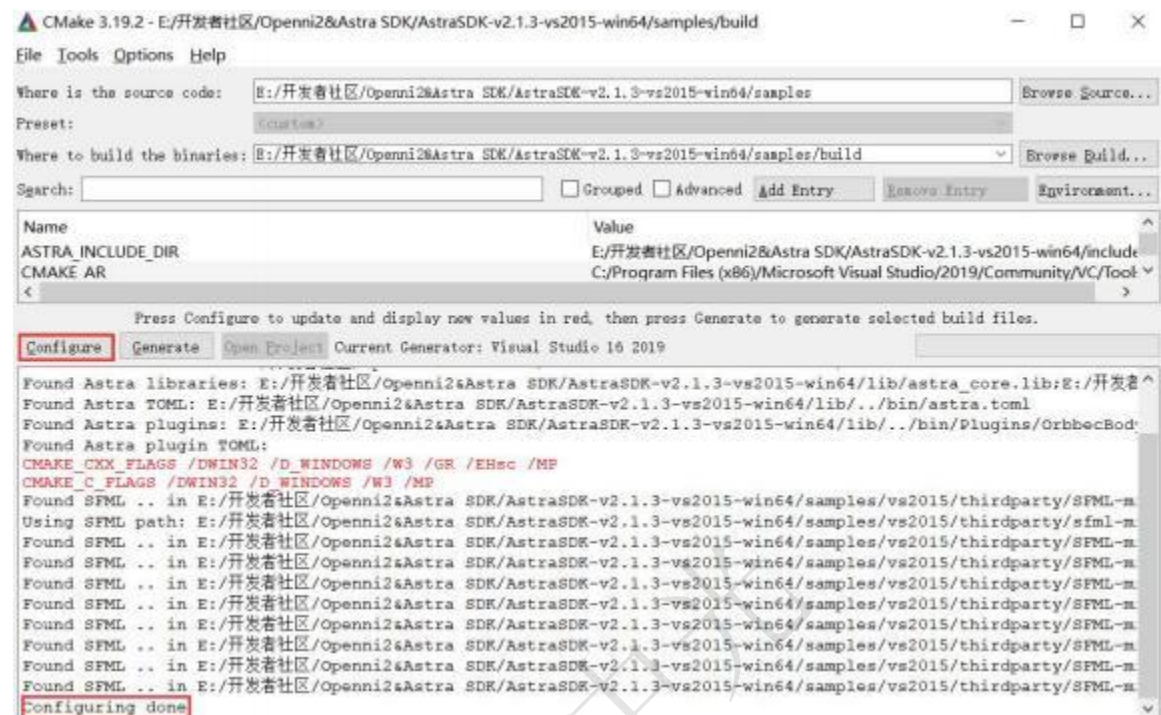 CMake 3.19.2 - E:/开发者社区/Openni2&Astra SDK/AstraSDK-v2.1.3-vs2015-win64/samples/build
File Tools Options Help
Where is the source code: E:/开发者社区/Openni2&Astra SDK/AstraSDK-v2.1.3-vs2015-win64/samples Browse Source...
Preset: <custom>
Where to build the binaries: E:/开发者社区/Openni2&Astra SDK/AstraSDK-v2.1.3-vs2015-win64/samples/build Browse Build...
Search: Grouped Advanced Add Entry Remove Entry Environment...
Name Value
ASTRA_INCLUDE_DIR E:/开发者社区/Openni2&Astra SDK/AstraSDK-v2.1.3-vs2015-win64/include
CMAKE_AR C:/Program Files (x86)/Microsoft Visual Studio/2019/Community/VC/Tool
Press Configure to update and display new values in red, then press Generate to generate selected build files.
Configure Generate Open Project Current Generator: Visual Studio 16 2019
Found Astra libraries: E:/开发者社区/Openni2&Astra SDK/AstraSDK-v2.1.3-vs2015-win64/lib/astra_core.lib;E:/开发者
Found Astra TOML: E:/开发者社区/Openni2&Astra SDK/AstraSDK-v2.1.3-vs2015-win64/lib/../bin/astra.toml
Found Astra plugins: E:/开发者社区/Openni2&Astra SDK/AstraSDK-v2.1.3-vs2015-win64/lib/../bin/Plugins/OrbbecBod
Found Astra plugin TOML:
CMAKE_CXX_FLAGS /DWIN32 /D_WINDOWS /W3 /GR /EHsc /MP
CMAKE_C_FLAGS /DWIN32 /D_WINDOWS /W3 /MP
Found SFML .. in E:/开发者社区/Openni2&Astra SDK/AstraSDK-v2.1.3-vs2015-win64/samples/vs2015/thirdparty/SFML-m
Using SFML path: E:/开发者社区/Openni2&Astra SDK/AstraSDK-v2.1.3-vs2015-win64/samples/vs2015/thirdparty/sfml-m
Found SFML .. in E:/开发者社区/Openni2&Astra SDK/AstraSDK-v2.1.3-vs2015-win64/samples/vs2015/thirdparty/SFML-m
Found SFML .. in E:/开发者社区/Openni2&Astra SDK/AstraSDK-v2.1.3-vs2015-win64/samples/vs2015/thirdparty/SFML-m
Found SFML .. in E:/开发者社区/Openni2&Astra SDK/AstraSDK-v2.1.3-vs2015-win64/samples/vs2015/thirdparty/SFML-m
Found SFML .. in E:/开发者社区/Openni2&Astra SDK/AstraSDK-v2.1.3-vs2015-win64/samples/vs2015/thirdparty/SFML-m
Found SFML .. in E:/开发者社区/Openni2&Astra SDK/AstraSDK-v2.1.3-vs2015-win64/samples/vs2015/thirdparty/SFML-m
Found SFML .. in E:/开发者社区/Openni2&Astra SDK/AstraSDK-v2.1.3-vs2015-win64/samples/vs2015/thirdparty/SFML-m
Found SFML .. in E:/开发者社区/Openni2&Astra SDK/AstraSDK-v2.1.3-vs2015-win64/samples/vs2015/thirdparty/SFML-m
Found SFML .. in E:/开发者社区/Openni2&Astra SDK/AstraSDK-v2.1.3-vs2015-win64/samples/vs2015/thirdparty/SFML-m
Configuring done